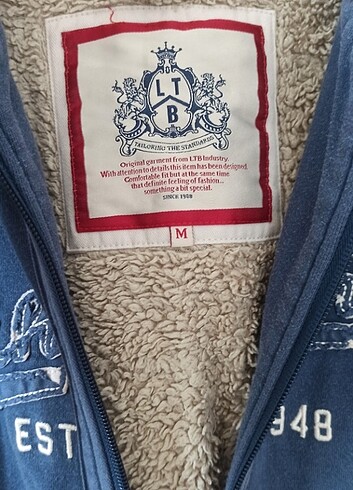 LT
B
TAILORING THE STANDARDS
Original garment from LTB Industry.
With attention to details this item has been designed.
Comfortable fit but at the same time
that definite feeling of fashion...
something a bit special.
SINCE 1948
M
EST 948